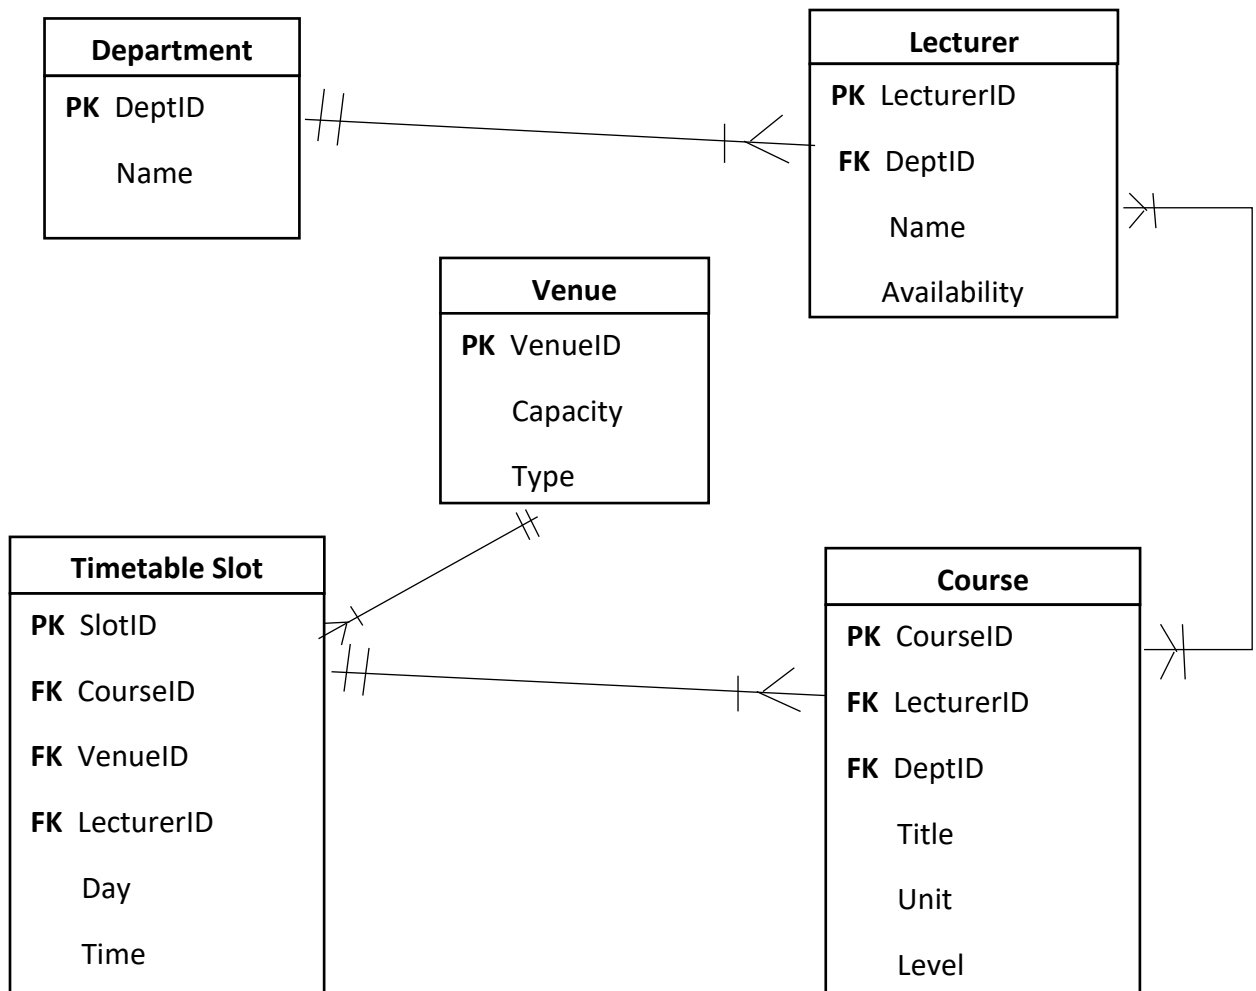 Department
PK DeptID
Name
Lecturer
PK LecturerID
FK DeptID
Name
Availability
Venue
PK VenueID
Capacity
Type
Timetable Slot
PK SlotID
FK CourseID
FK VenueID
FK LecturerID
Day
Time
Course
PK CourseID
FK LecturerID
FK DeptID
Title
Unit
Level